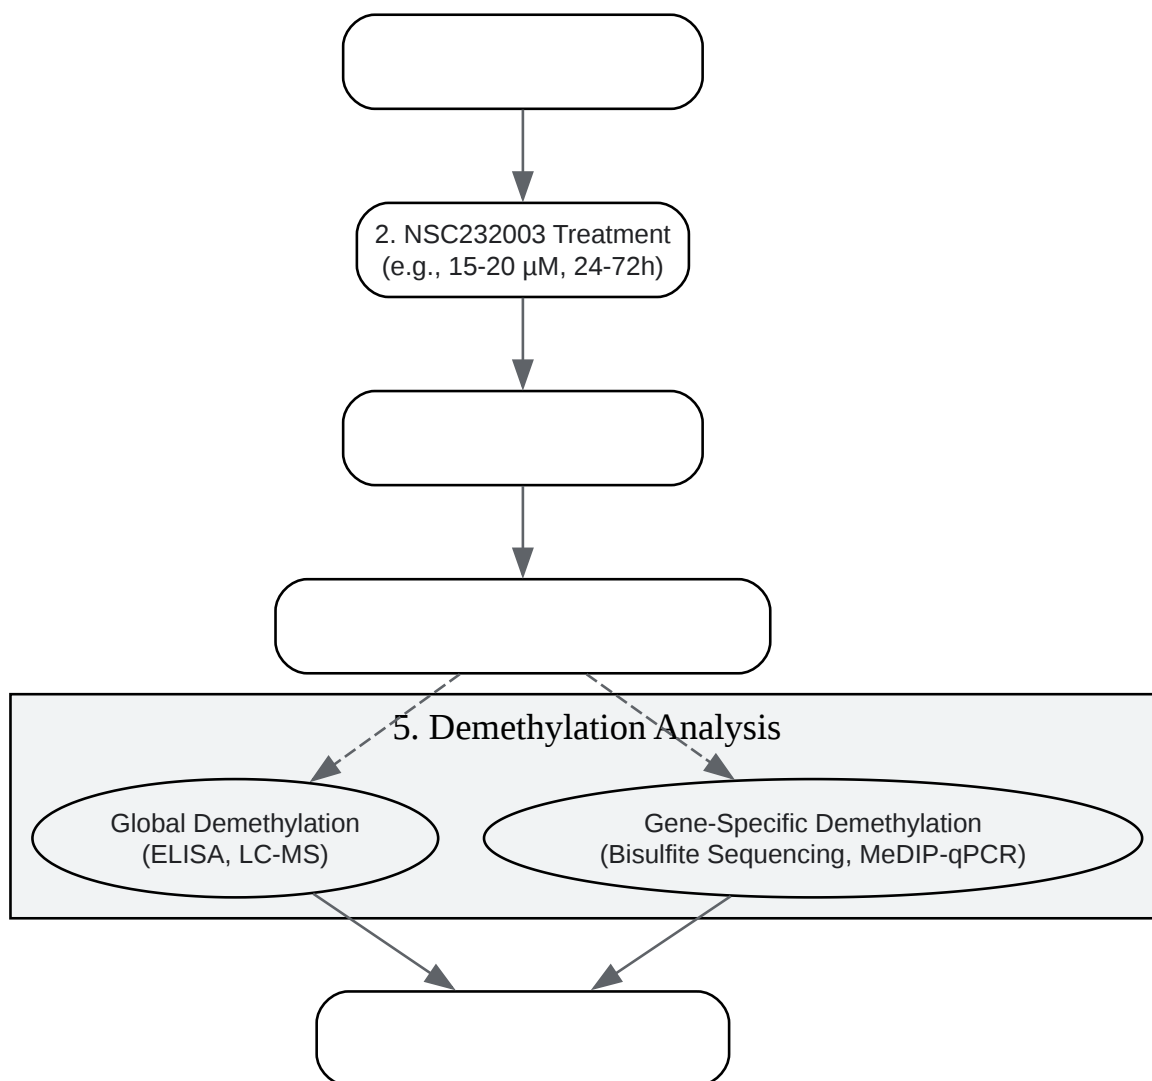 2. NSC232003 Treatment
(e.g., 15-20 µM, 24-72h)
5. Demethylation Analysis
Global Demethylation
(ELISA, LC-MS)
Gene-Specific Demethylation
(Bisulfite Sequencing, MeDIP-qPCR)